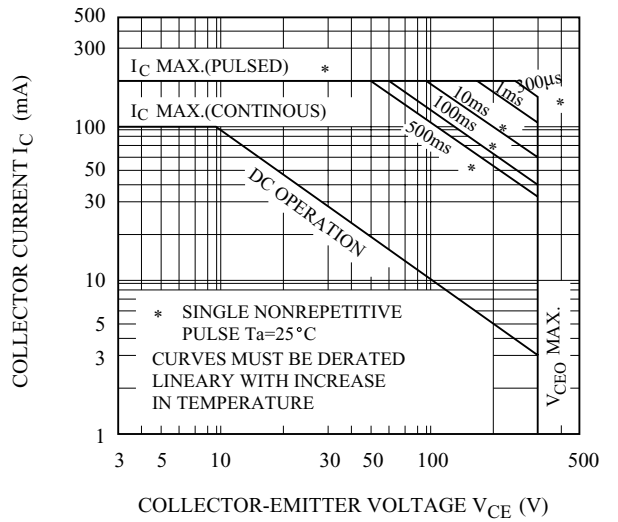 500
300
I_C MAX.(PULSED) *
I_C MAX.(CONTINOUS)
300μs
*
1ms
10ms
*
100ms
*
500ms
*
100
50
30
10
5
3
1
DC OPERATION
* SINGLE NONREPETITIVE
PULSE Ta=25°C
CURVES MUST BE DERATED
LINEARY WITH INCREASE
IN TEMPERATURE
V_CEO MAX.
COLLECTOR CURRENT I_C (mA)
3 5 10 30 50 100 300 500
COLLECTOR-EMITTER VOLTAGE V_CE (V)